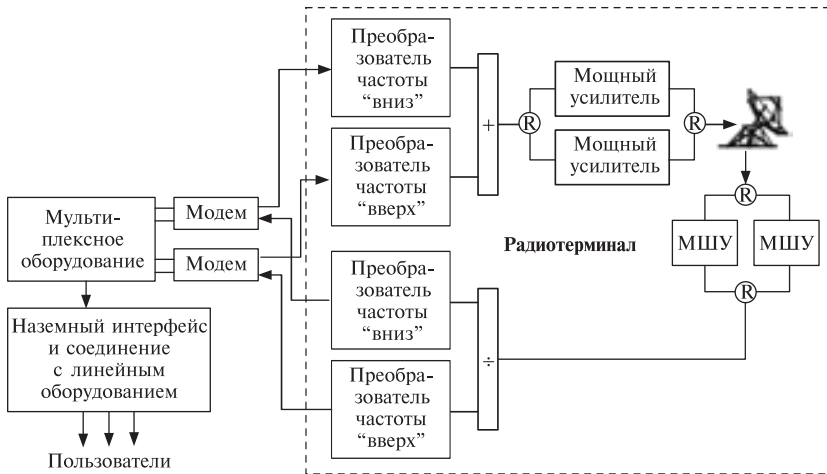 Преобра-
зователь
частоты
“вниз”
Преобра-
зователь
частоты
“вверх”
+
R
Мощный
усилитель
Мощный
усилитель
R
R
МШУ
МШУ
R
Радиотерминал
Мульти-
плексное
оборудование
Модем
Модем
Преобра-
зователь
частоты
“вниз”
Преобра-
зователь
частоты
“вверх”
÷
Наземный интерфейс
и соединение
с линейным
оборудованием
Пользователи